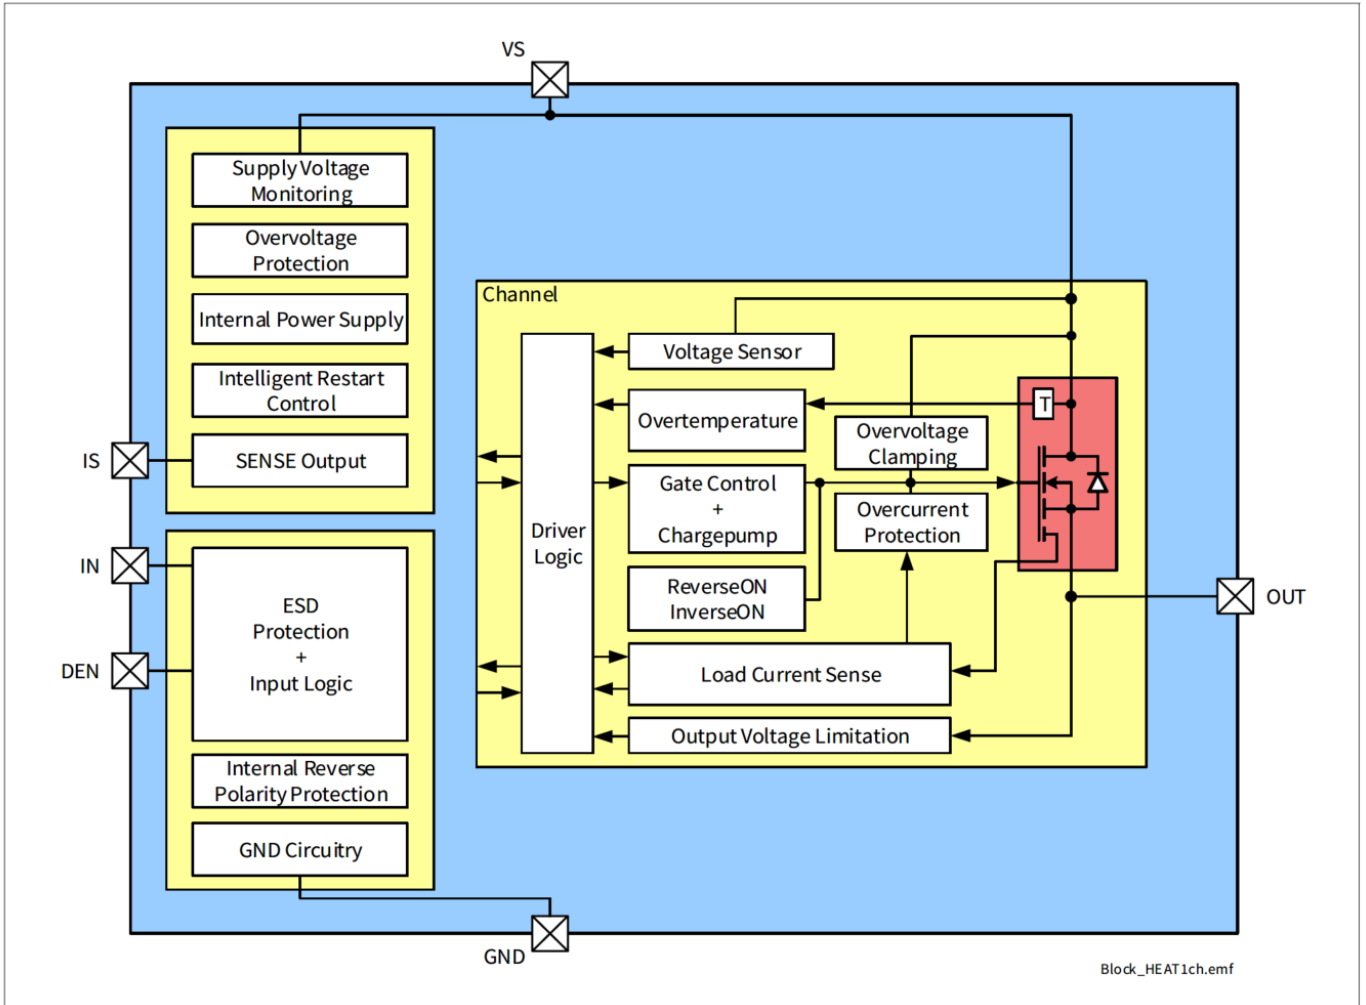 VS
Supply Voltage
Monitoring
Overvoltage
Protection
Internal Power Supply
Intelligent Restart
Control
IS
SENSE Output
IN
DEN
ESD
Protection
+
Input Logic
Internal Reverse
Polarity Protection
GND Circuitry
GND
Channel
Driver
Logic
Voltage Sensor
Overtemperature
T
Overvoltage
Clamping
Gate Control
+
Chargepump
Overcurrent
Protection
ReverseON
InverseON
Load Current Sense
Output Voltage Limitation
OUT
Block_HEAT1ch.emf